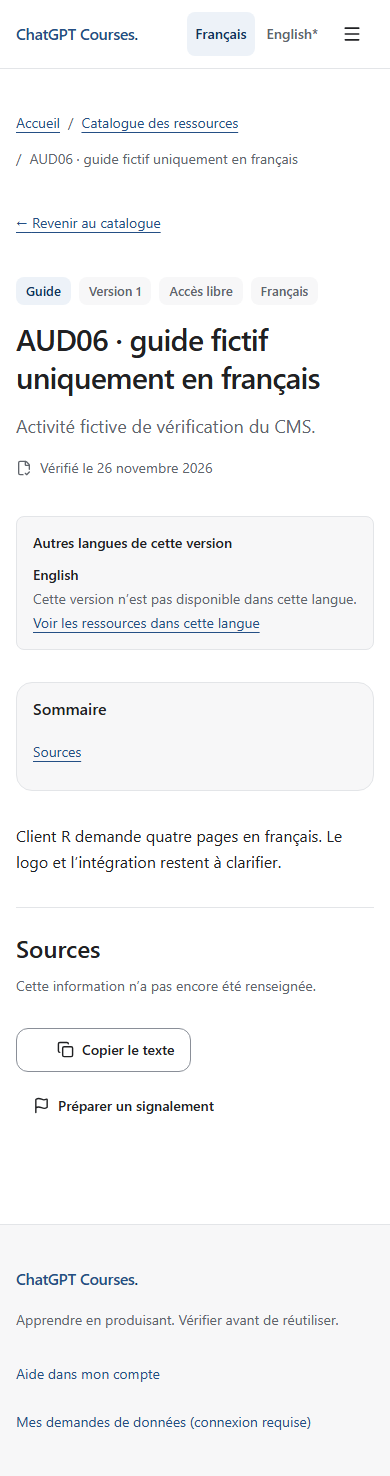 ChatGPT Courses.
Français
English*
Accueil / Catalogue des ressources
/ AUD06 · guide fictif uniquement en français
← Revenir au catalogue
Guide
Version 1
Accès libre
Français
AUD06 · guide fictif
uniquement en français
Activité fictive de vérification du CMS.
Vérifié le 26 novembre 2026
Autres langues de cette version
English
Cette version n’est pas disponible dans cette langue.
Voir les ressources dans cette langue
Sommaire
Sources
Client R demande quatre pages en français. Le
logo et l’intégration restent à clarifier.
Sources
Cette information n’a pas encore été renseignée.
Copier le texte
Préparer un signalement
ChatGPT Courses.
Apprendre en produisant. Vérifier avant de réutiliser.
Aide dans mon compte
Mes demandes de données (connexion requise)